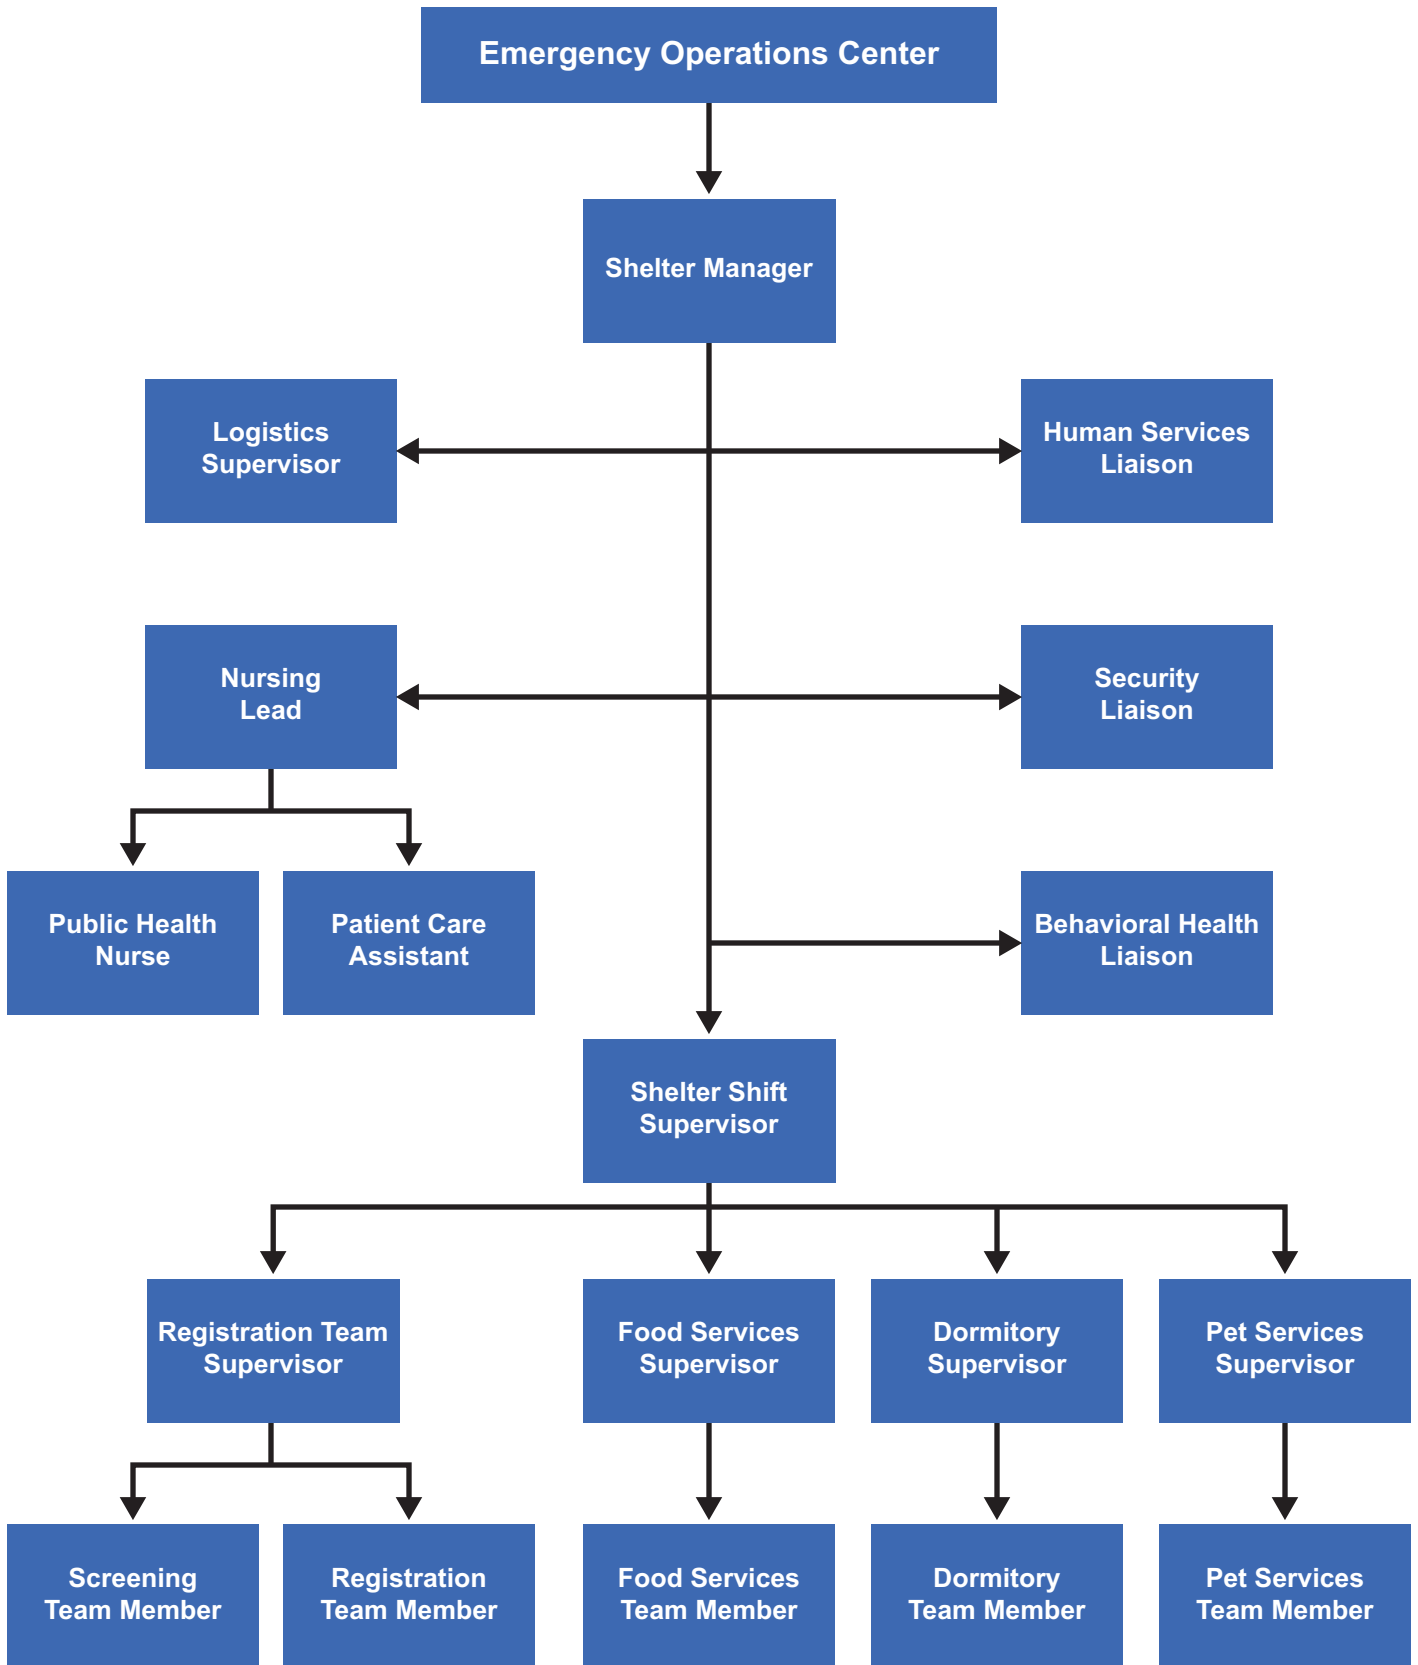 Emergency Operations Center
Shelter Manager
Logistics
Supervisor
Human Services
Liaison
Nursing
Lead
Security
Liaison
Public Health
Nurse
Patient Care
Assistant
Behavioral Health
Liaison
Shelter Shift
Supervisor
Registration Team
Supervisor
Food Services
Supervisor
Dormitory
Supervisor
Pet Services
Supervisor
Screening
Team Member
Registration
Team Member
Food Services
Team Member
Dormitory
Team Member
Pet Services
Team Member